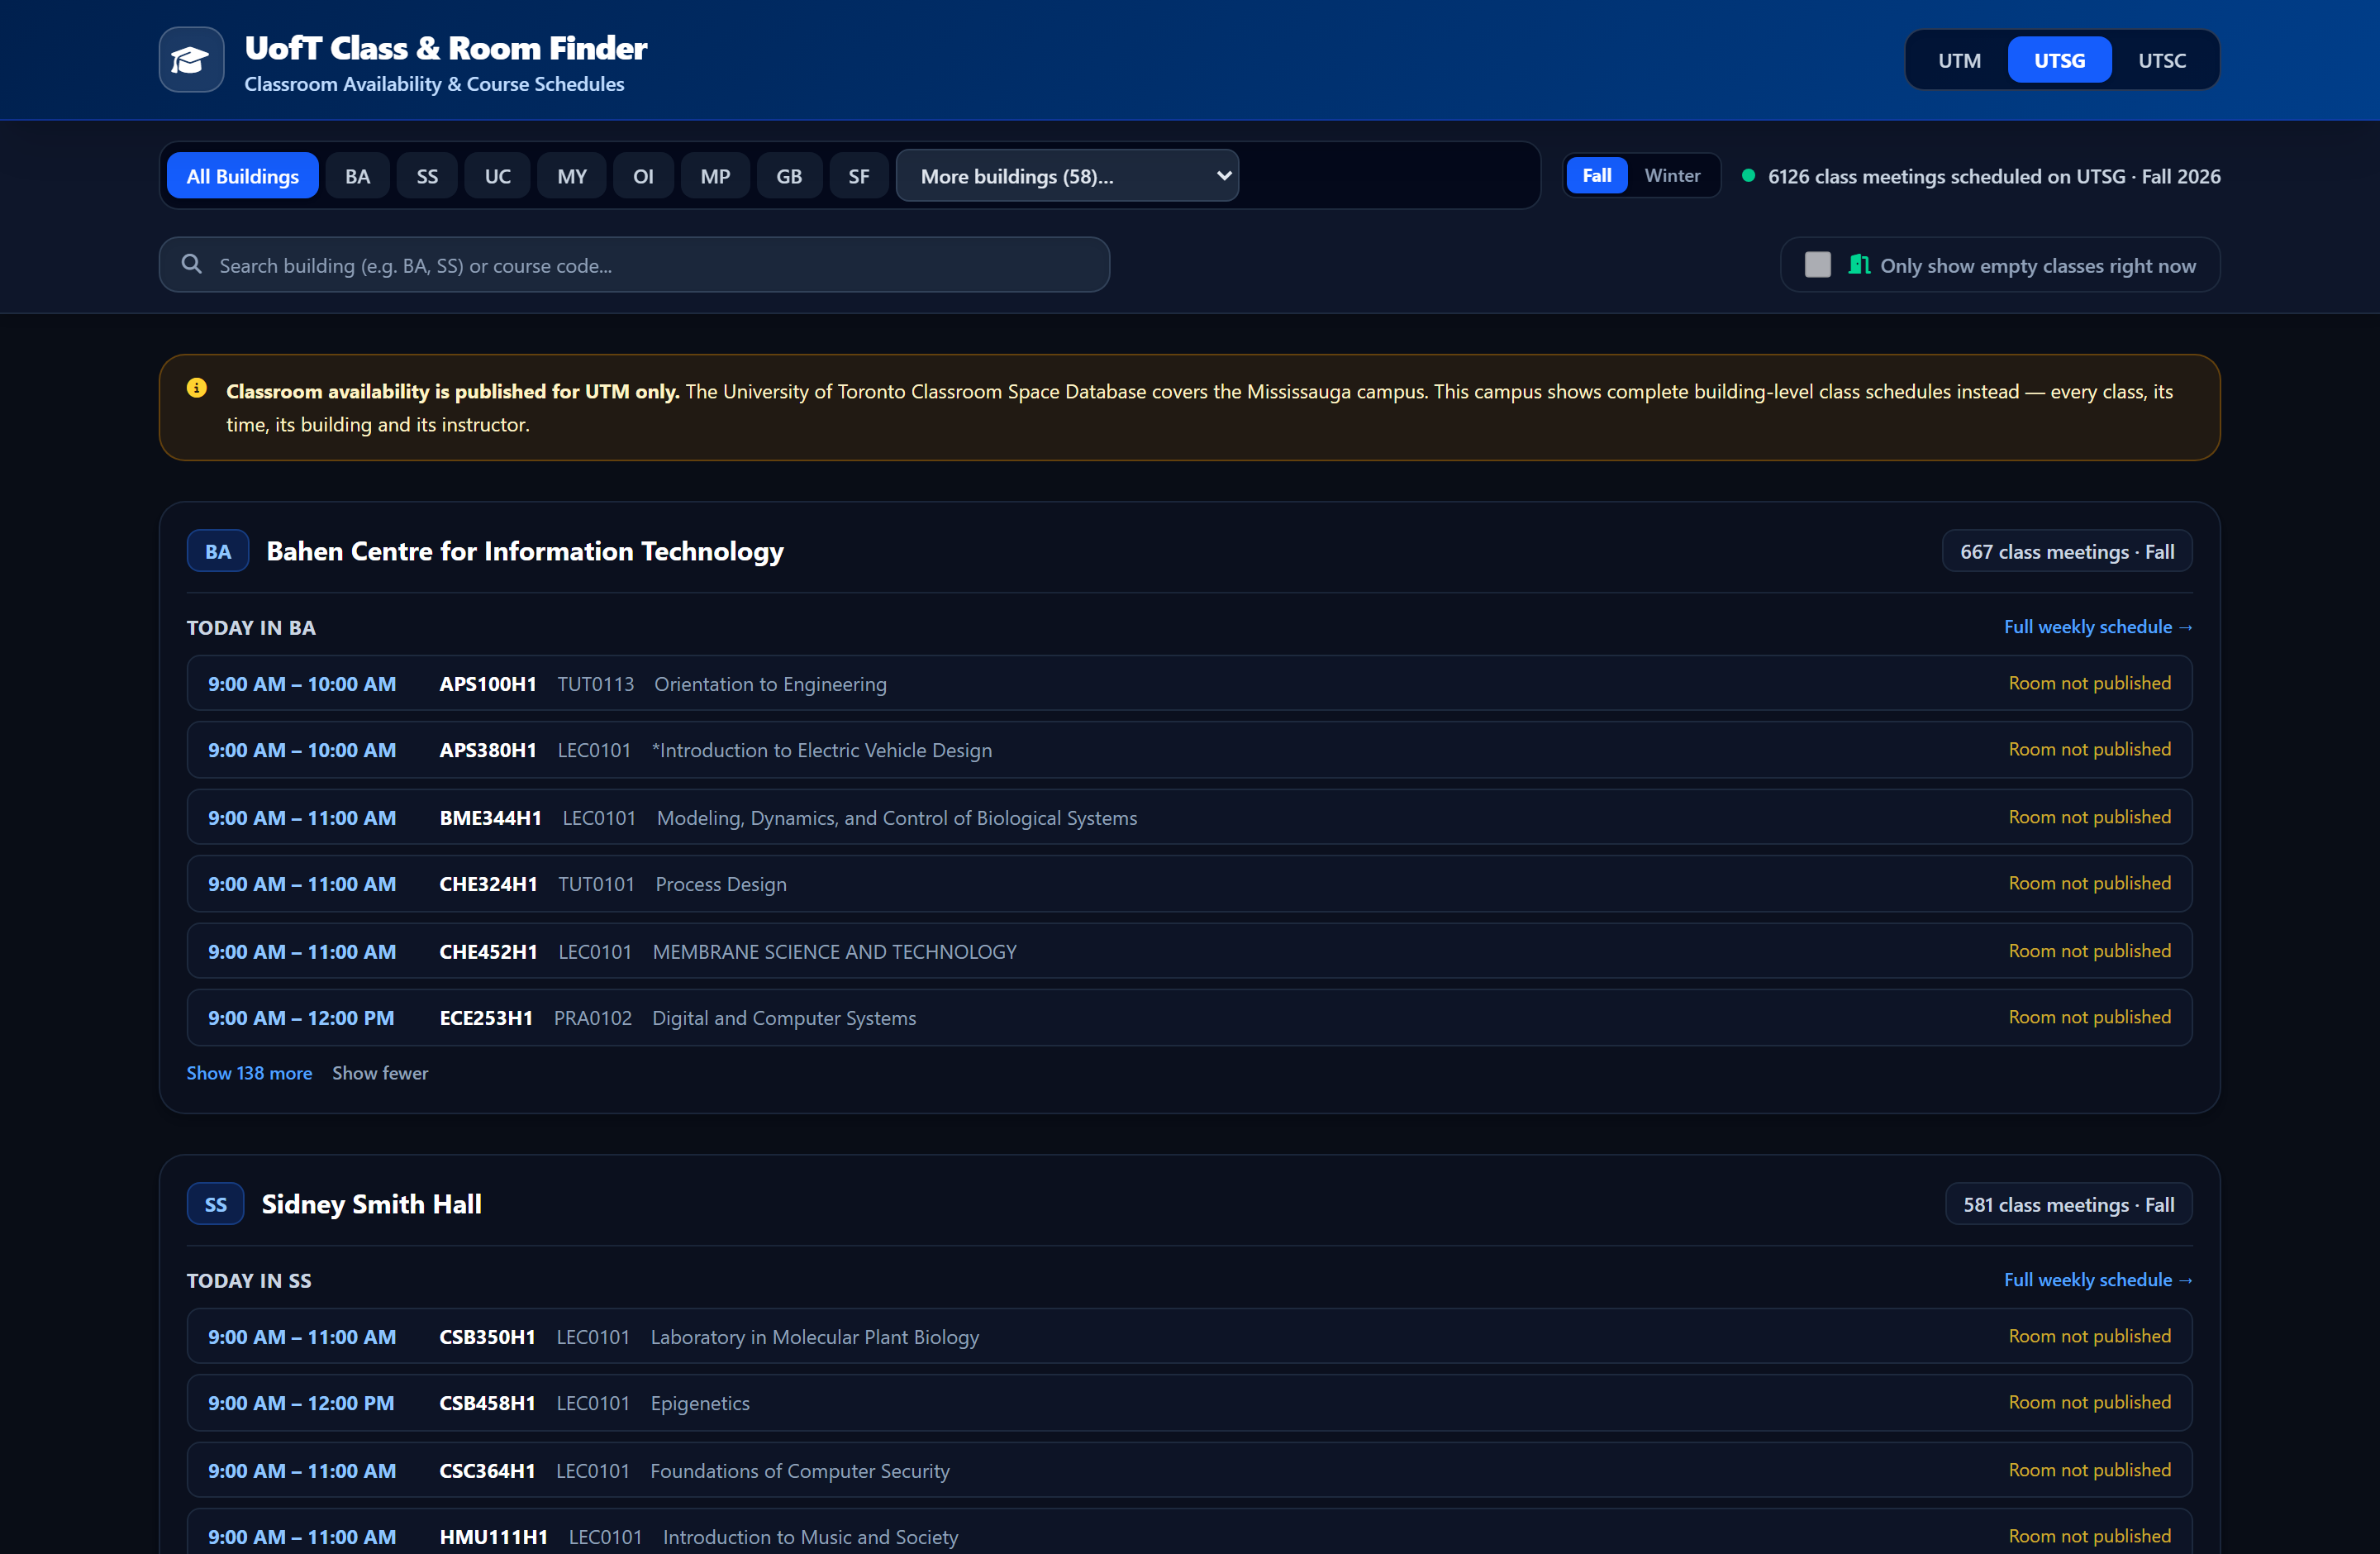 UofT Class & Room Finder
Classroom Availability & Course Schedules
UTM UTSG UTSC
All Buildings BA SS UC MY OI MP GB SF More buildings (58)...
Fall Winter 6126 class meetings scheduled on UTSG · Fall 2026
Search building (e.g. BA, SS) or course code...
Only show empty classes right now
Classroom availability is published for UTM only. The University of Toronto Classroom Space Database covers the Mississauga campus. This campus shows complete building-level class schedules instead — every class, its
time, its building and its instructor.
BA Bahen Centre for Information Technology 667 class meetings · Fall
TODAY IN BA Full weekly schedule →
9:00 AM – 10:00 AM APS100H1 TUT0113 Orientation to Engineering Room not published
9:00 AM – 10:00 AM APS380H1 LEC0101 *Introduction to Electric Vehicle Design Room not published
9:00 AM – 11:00 AM BME344H1 LEC0101 Modeling, Dynamics, and Control of Biological Systems Room not published
9:00 AM – 11:00 AM CHE324H1 TUT0101 Process Design Room not published
9:00 AM – 11:00 AM CHE452H1 LEC0101 MEMBRANE SCIENCE AND TECHNOLOGY Room not published
9:00 AM – 12:00 PM ECE253H1 PRA0102 Digital and Computer Systems Room not published
Show 138 more Show fewer
SS Sidney Smith Hall 581 class meetings · Fall
TODAY IN SS Full weekly schedule →
9:00 AM – 11:00 AM CSB350H1 LEC0101 Laboratory in Molecular Plant Biology Room not published
9:00 AM – 12:00 PM CSB458H1 LEC0101 Epigenetics Room not published
9:00 AM – 11:00 AM CSC364H1 LEC0101 Foundations of Computer Security Room not published
9:00 AM – 11:00 AM HMU111H1 LEC0101 Introduction to Music and Society Room not published